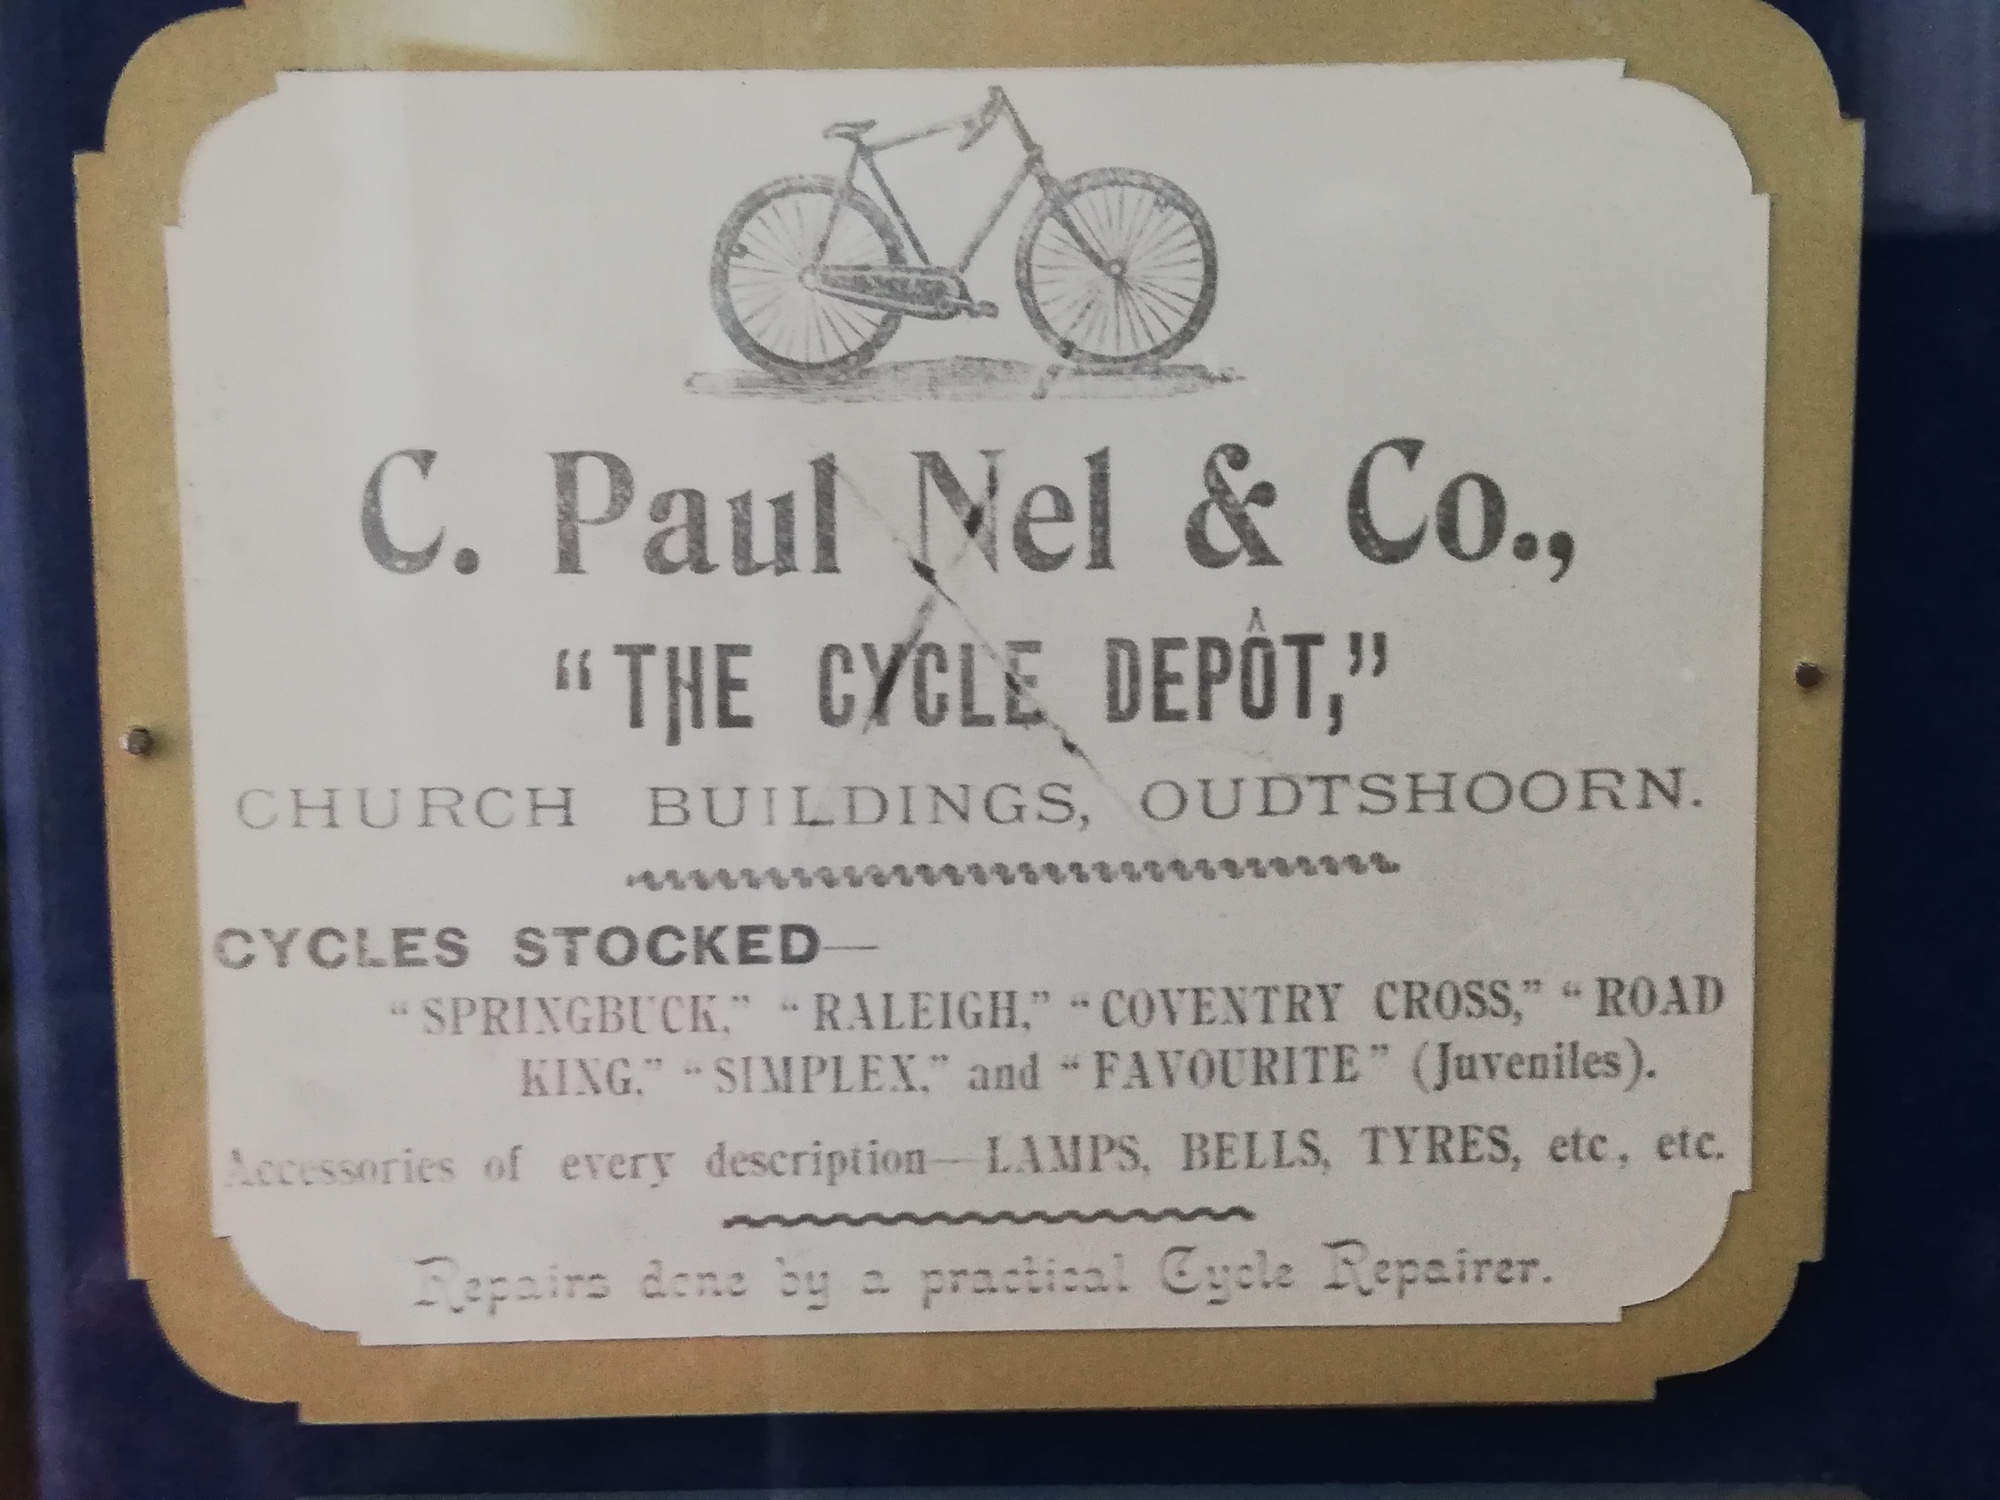 C. Paul Nel & Co.,
“THE CYCLE DEPÔT,”
CHURCH BUILDINGS, OUDTSHOORN.
CYCLES STOCKED—
“SPRINGBUCK,” “RALEIGH,” “COVENTRY CROSS,” “ROAD
KING,” “SIMPLEX,” and “FAVOURITE” (Juveniles).
Accessories of every description—LAMPS, BELLS, TYRES, etc., etc.
Repairs done by a practical Cycle Repairer.